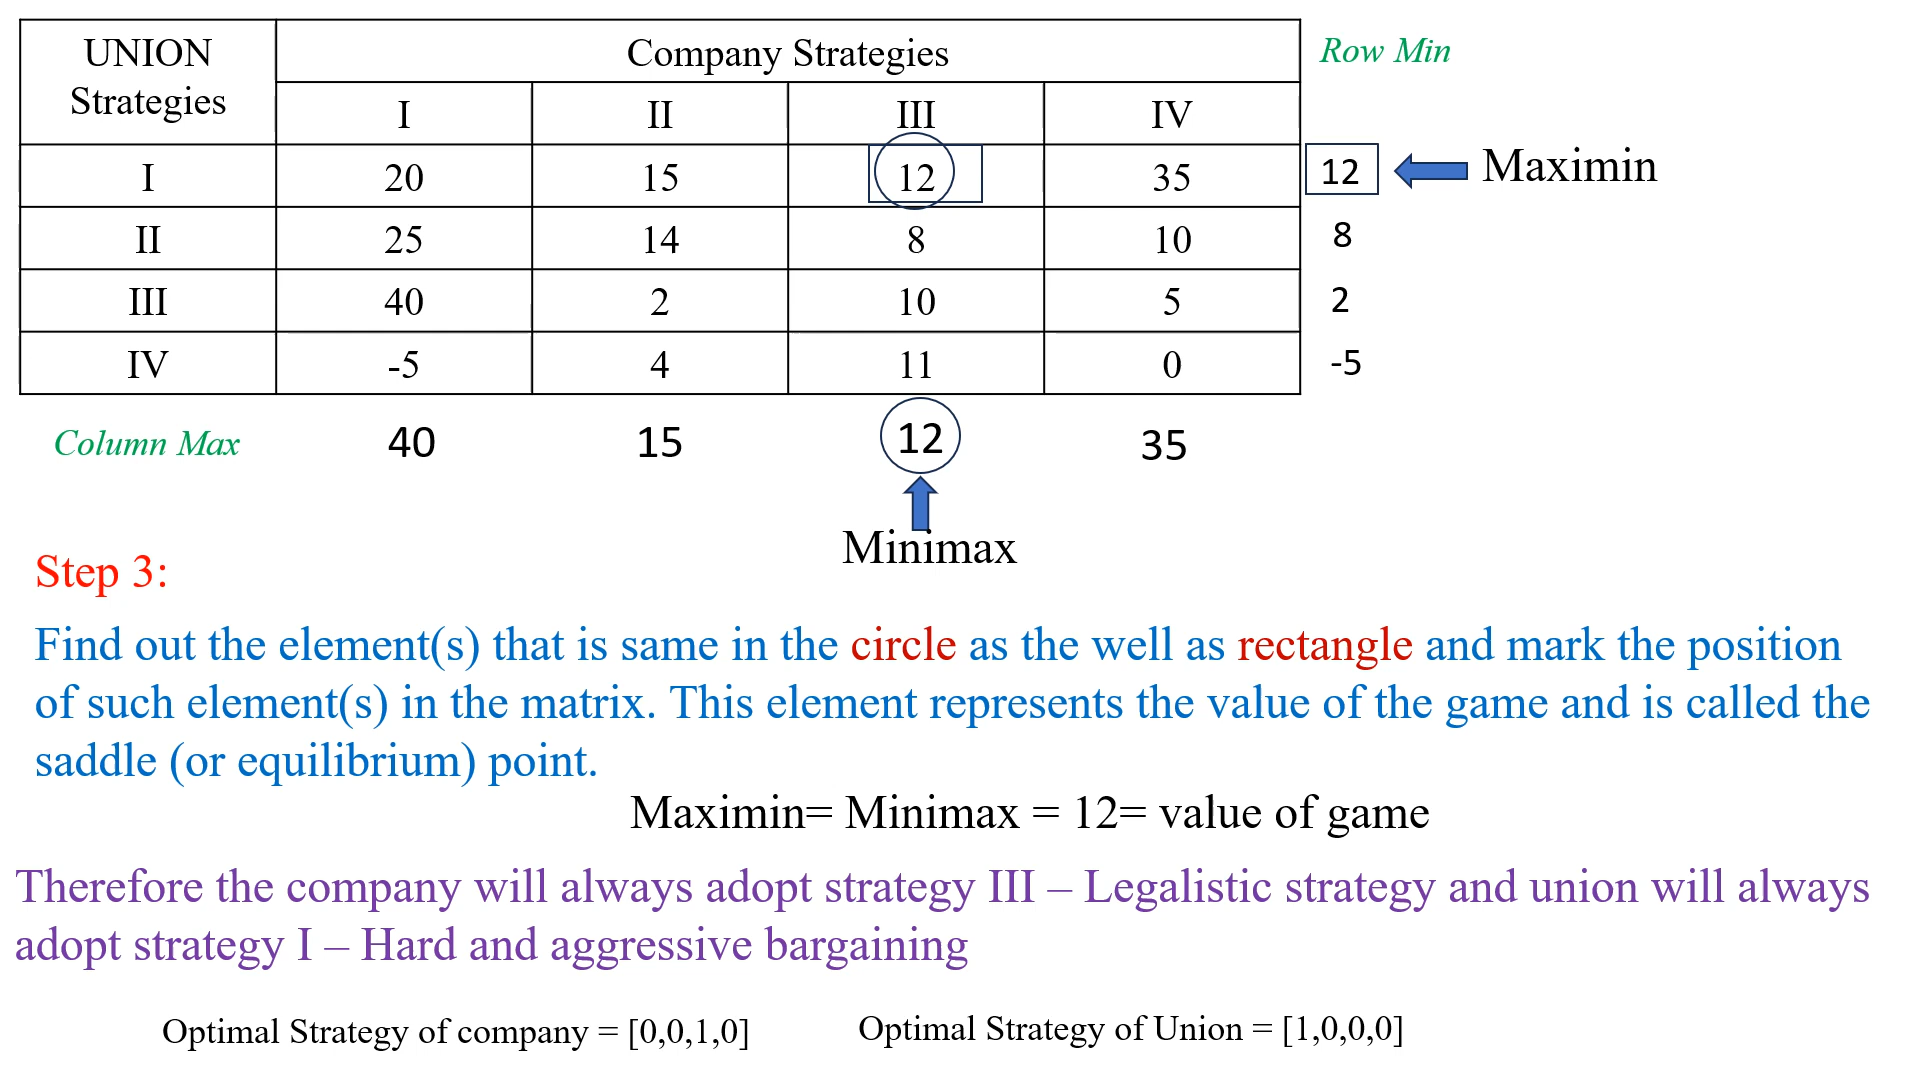 UNION Strategies Company Strategies Row Min
I II III IV
I 20 15 12 35 12 Maximin
II 25 14 8 10 8
III 40 2 10 5 2
IV -5 4 11 0 -5
Column Max 40 15 12 35
Minimax
Step 3:
Find out the element(s) that is same in the circle as the well as rectangle and mark the position
of such element(s) in the matrix. This element represents the value of the game and is called the
saddle (or equilibrium) point.
Maximin= Minimax = 12= value of game
Therefore the company will always adopt strategy III – Legalistic strategy and union will always
adopt strategy I – Hard and aggressive bargaining
Optimal Strategy of company = [0,0,1,0] Optimal Strategy of Union = [1,0,0,0]